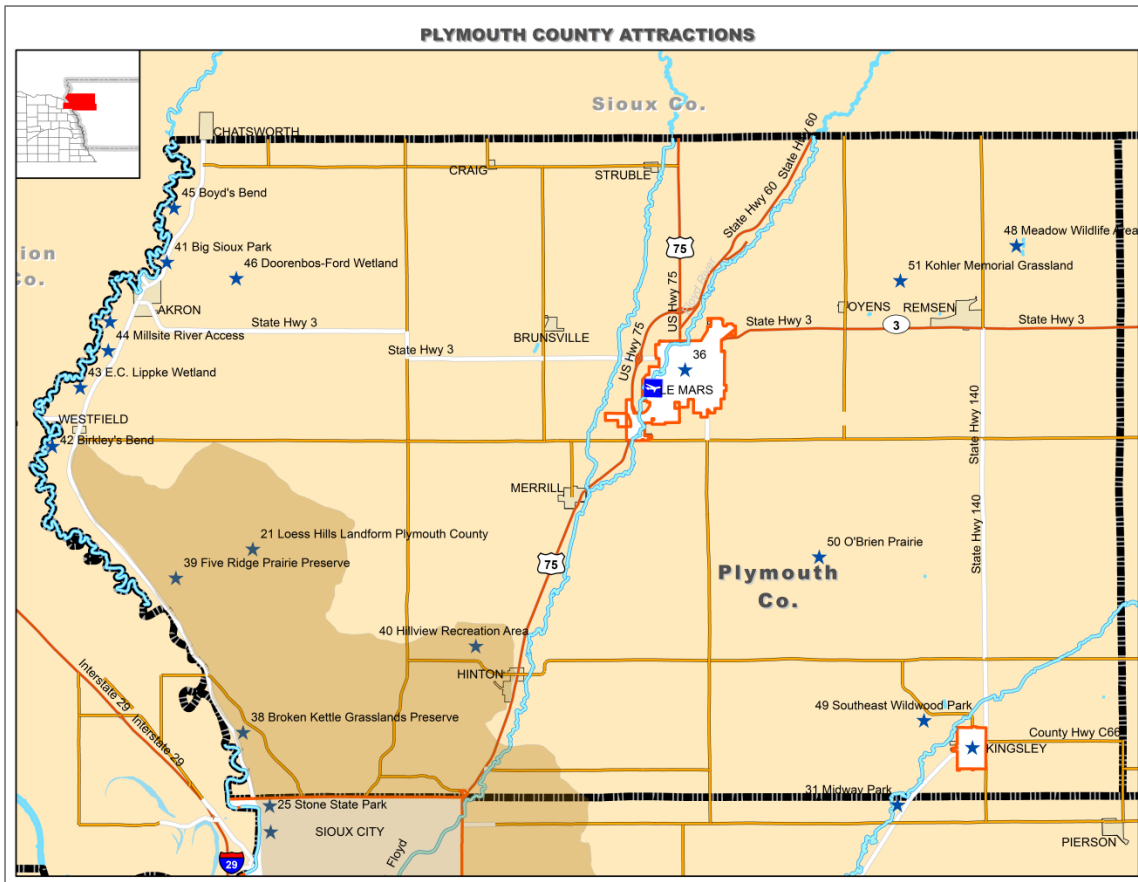 PLYMOUTH COUNTY ATTRACTIONS
Sioux Co.
CHATSWORTH
State Hwy 60
CRAIG
STRUBLE
45 Boyd's Bend
State Hwy 60
75
48 Meadow Wildlife Area
ion
Co.
41 Big Sioux Park
46 Doorenbos-Ford Wetland
51 Kohler Memorial Grassland
Floyd River
US Hwy 75
AKRON
OYENS
REMSEN
State Hwy 3
State Hwy 3
3
State Hwy 3
44 Millsite River Access
BRUNSVILLE
US Hwy 75
State Hwy 3
36
43 E.C. Lippke Wetland
LE MARS
State Hwy 140
WESTFIELD
42 Birkley's Bend
MERRILL
21 Loess Hills Landform Plymouth County
50 O'Brien Prairie
State Hwy 140
39 Five Ridge Prairie Preserve
75
Plymouth
Co.
40 Hillview Recreation Area
HINTON
Interstate 29
Interstate 29
38 Broken Kettle Grasslands Preserve
49 Southeast Wildwood Park
County Hwy C66
KINGSLEY
31 Midway Park
25 Stone State Park
SIOUX CITY
PIERSON
Floyd
29